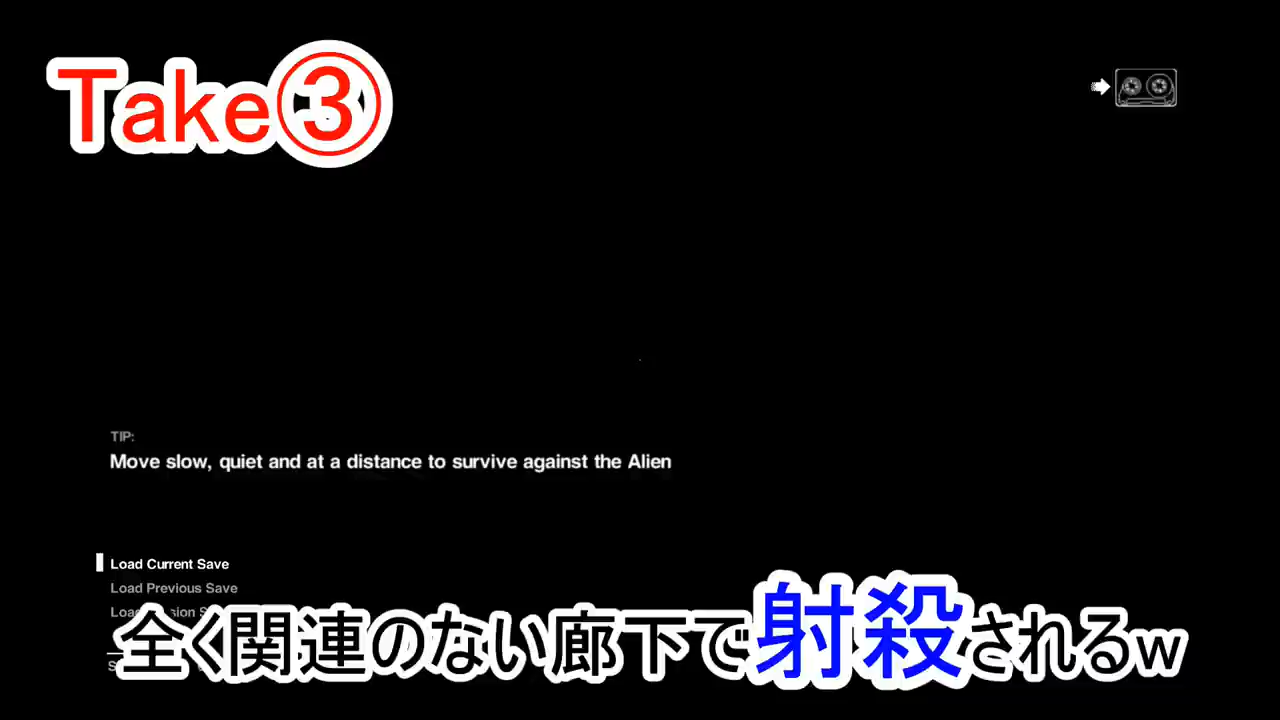 Take③
TIP:
Move slow, quiet and at a distance to survive against the Alien
Load Current Save
Load Previous Save
全く関連のない廊下で射殺されるw